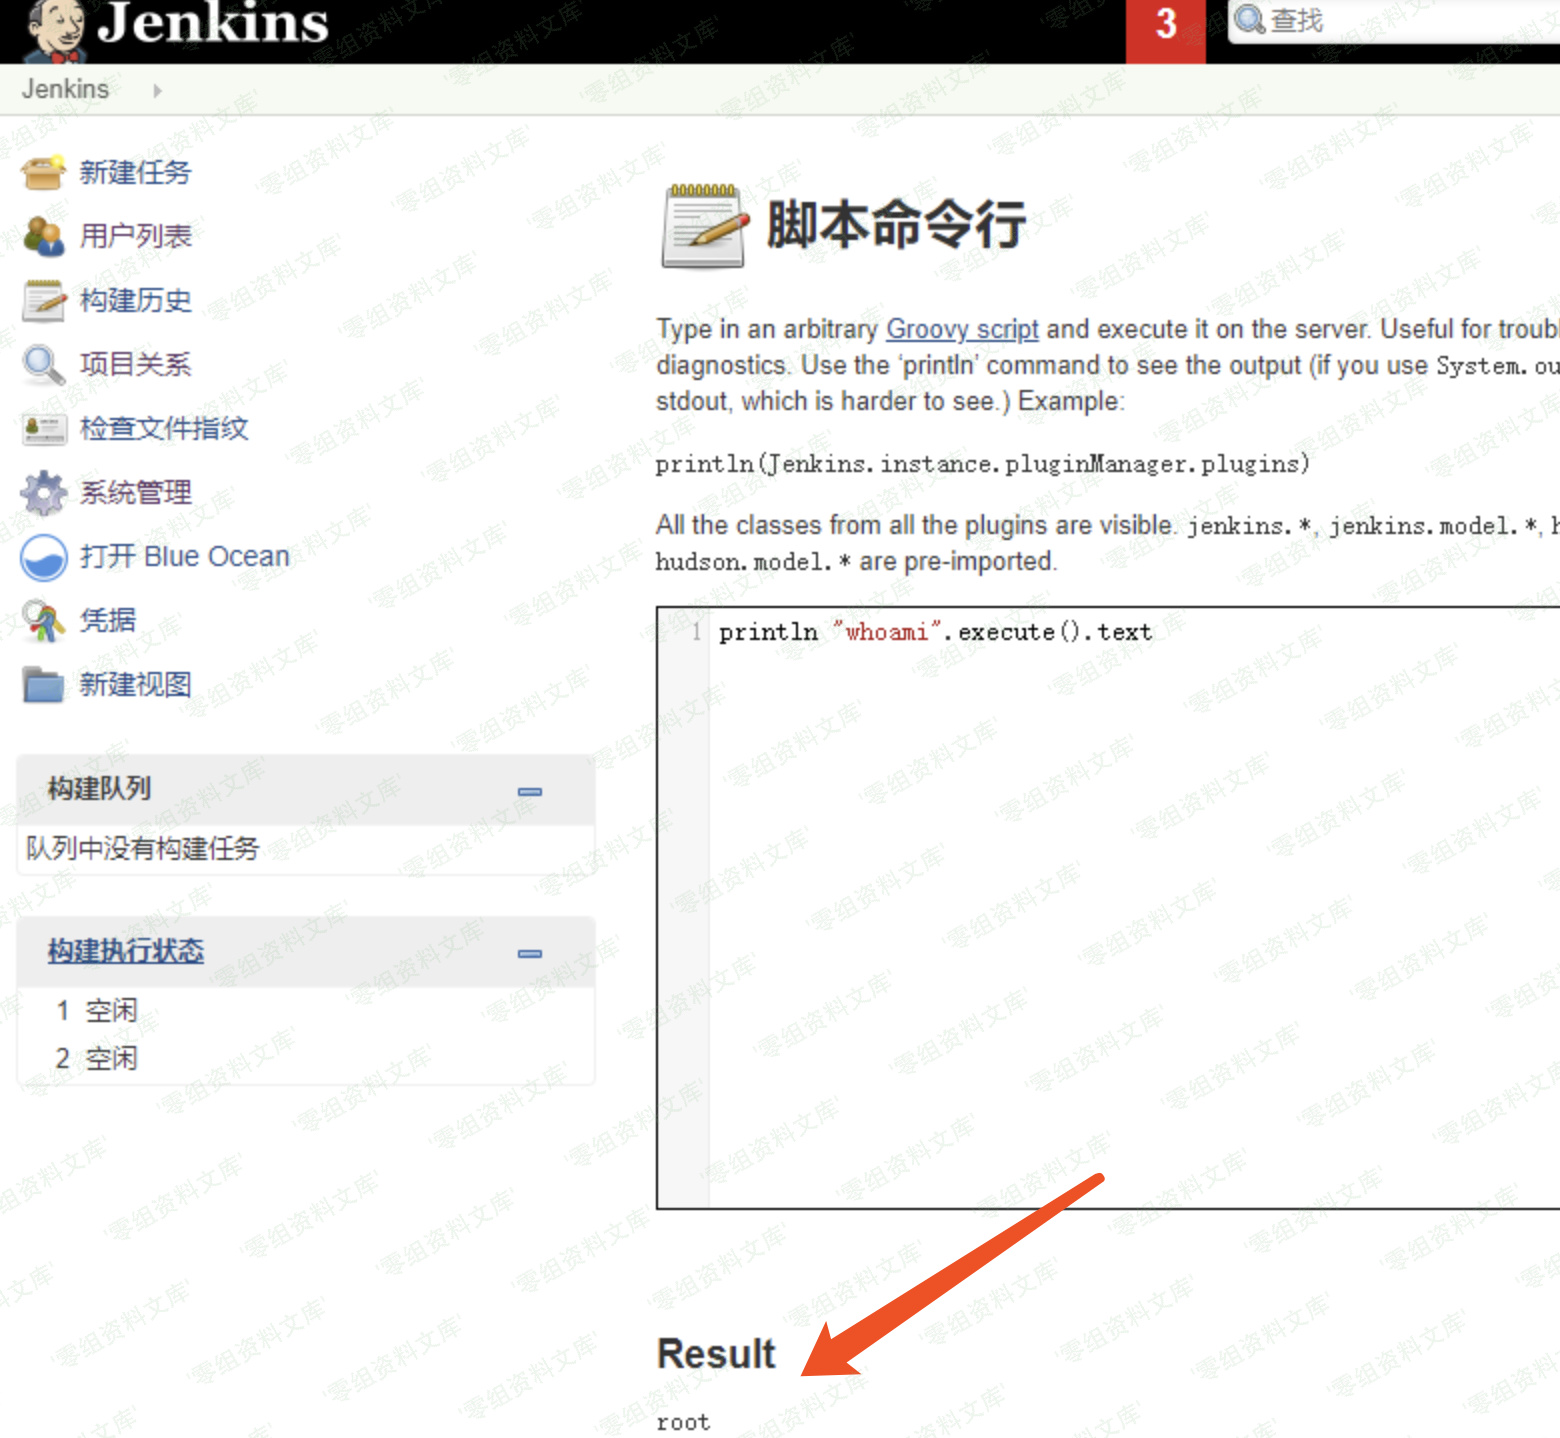 Jenkins
3
查找
Jenkins
新建任务
用户列表
构建历史
项目关系
检查文件指纹
系统管理
打开 Blue Ocean
凭据
新建视图
构建队列
队列中没有构建任务
构建执行状态
1 空闲
2 空闲
脚本命令行
Type in an arbitrary Groovy script and execute it on the server. Useful for troubl
diagnostics. Use the ‘println’ command to see the output (if you use System.ou
stdout, which is harder to see.) Example:
println(Jenkins.instance.pluginManager.plugins)
All the classes from all the plugins are visible. jenkins.*, jenkins.model.*, h
hudson.model.* are pre-imported.
1 println "whoami".execute().text
Result
root
'零组资料文库'